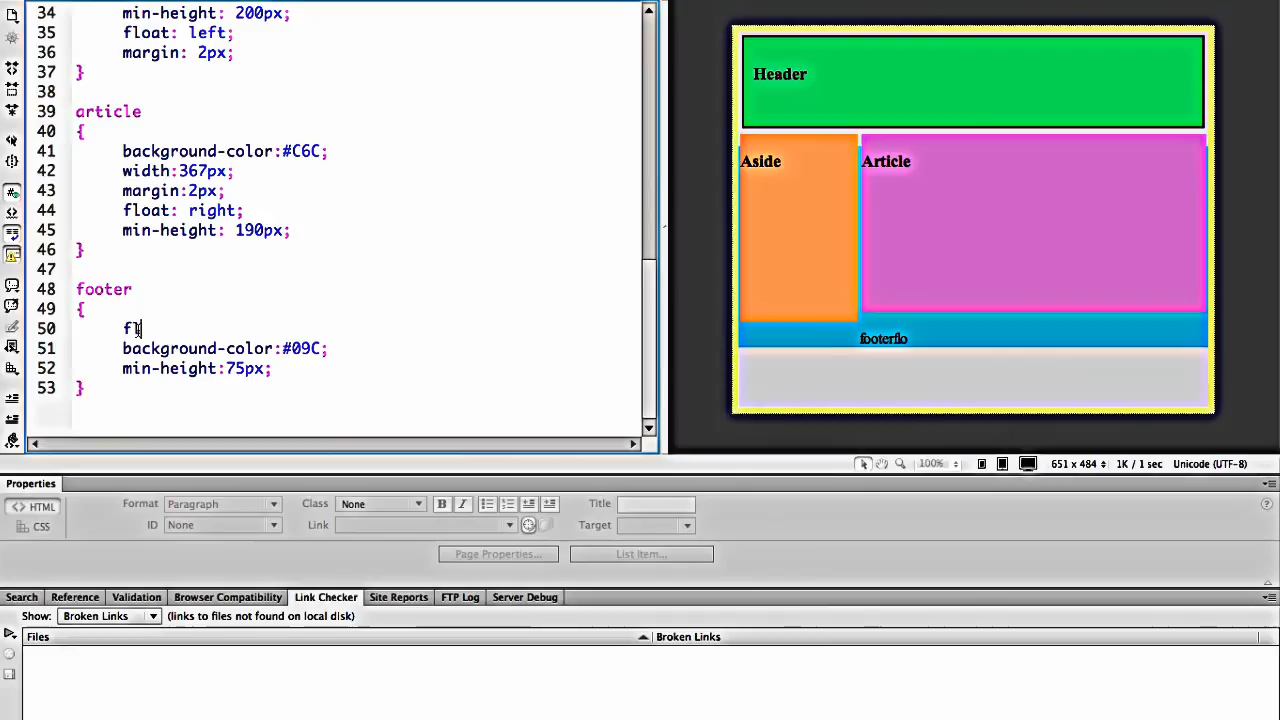 34 min-height: 200px;
35 float: left;
36 margin: 2px;
37 }
38
39 article
40 {
41 background-color:#C6C;
42 width:367px;
43 margin:2px;
44 float: right;
45 min-height: 190px;
46 }
47
48 footer
49 {
50 fl
51 background-color:#09C;
52 min-height:75px;
53 }
Header
Aside
Article
footerflo
100%
651 x 484
1K / 1 sec
Unicode (UTF-8)
Properties
<> HTML
CSS
Format Paragraph
Class None
B I
Title
ID None
Link
Target
Page Properties...
List Item...
Search Reference Validation Browser Compatibility Link Checker Site Reports FTP Log Server Debug
Show: Broken Links (links to files not found on local disk)
Files
Broken Links